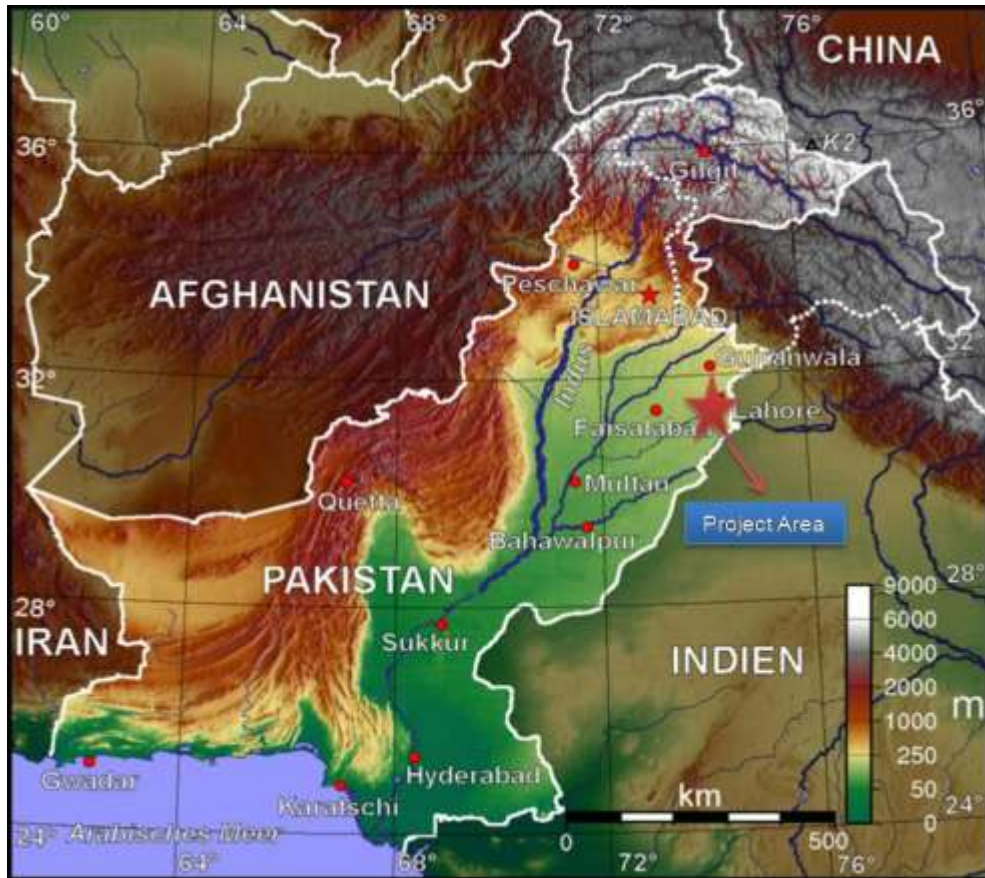 60°
64°
68°
72°
76°
CHINA
36°
36°
K2
Gilgit
AFGHANISTAN
Peschawar
ISLAMABAD
Indus
32°
32
Gujranwala
Lahore
Faisalabad
Quetta
Multan
Project Area
Bahawalpur
PAKISTAN
28°
28°
IRAN
Sukkur
INDIEN
9000
6000
4000
2000
1000
250
50
0
m
Gwadar
Hyderabad
Karatschi
km
0
500
24°
24°
Arabisches Meer
64°
68°
72°
76°